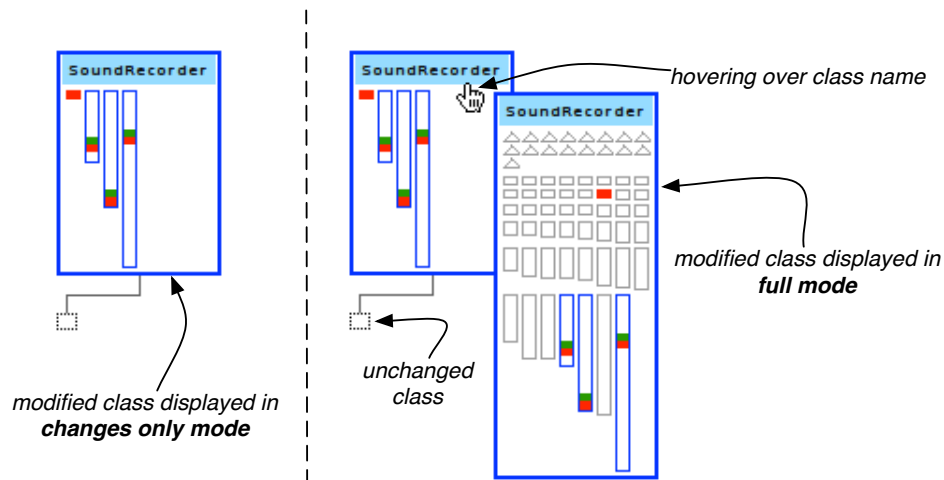 SoundRecorder
modified class displayed in
changes only mode
SoundRecorder
hovering over class name
SoundRecorder
modified class displayed in
full mode
unchanged
class